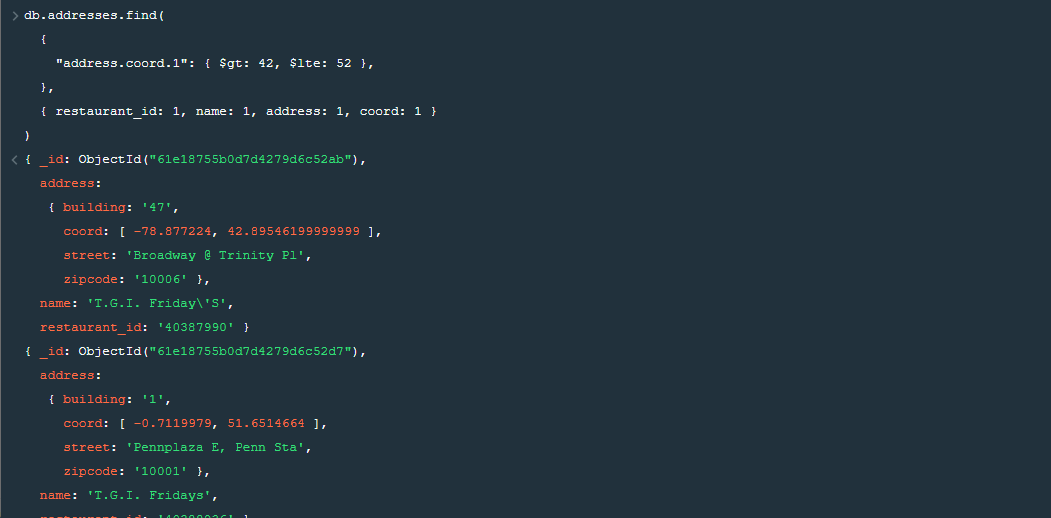 > db.addresses.find(
{
"address.coord.1": { $gt: 42, $lte: 52 },
},
{ restaurant_id: 1, name: 1, address: 1, coord: 1 }
)
< { _id: ObjectId("61e18755b0d7d4279d6c52ab"),
address:
{ building: '47',
coord: [ -78.877224, 42.89546199999999 ],
street: 'Broadway @ Trinity Pl',
zipcode: '10006' },
name: 'T.G.I. Friday\'S',
restaurant_id: '40387990' }
{ _id: ObjectId("61e18755b0d7d4279d6c52d7"),
address:
{ building: '1',
coord: [ -0.7119979, 51.6514664 ],
street: 'Pennplaza E, Penn Sta',
zipcode: '10001' },
name: 'T.G.I. Fridays',